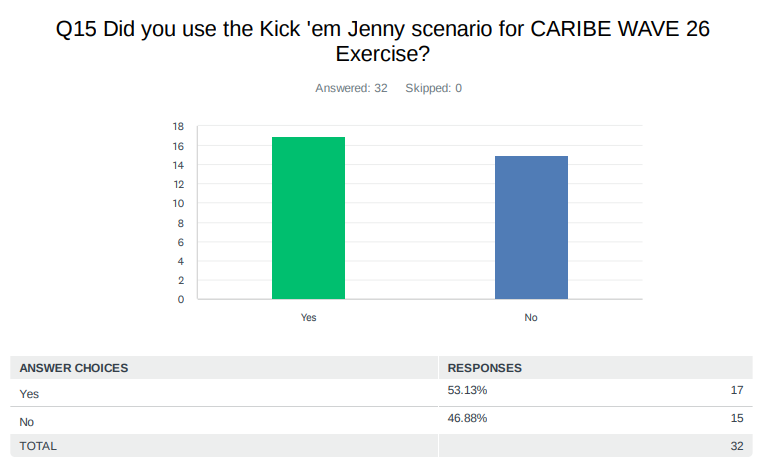 Q15 Did you use the Kick 'em Jenny scenario for CARIBE WAVE 26
Exercise?
Answered: 32 Skipped: 0
18
16
14
12
10
8
6
4
2
0
Yes No
ANSWER CHOICES RESPONSES
Yes 53.13% 17
No 46.88% 15
TOTAL 32